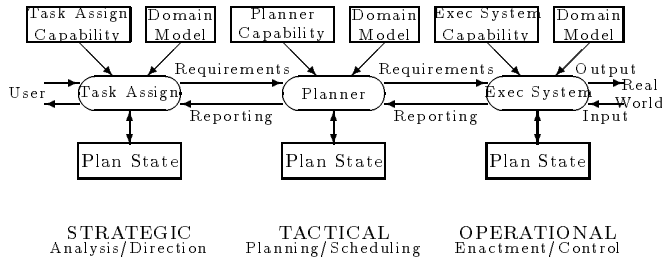 Task Assign
Capability
Domain
Model
Planner
Capability
Domain
Model
Exec System
Capability
Domain
Model
User
Task Assign
Requirements
Reporting
Planner
Requirements
Reporting
Exec System
Output
Real
World
Input
Plan State
Plan State
Plan State
STRATEGIC
Analysis/Direction
TACTICAL
Planning/Scheduling
OPERATIONAL
Enactment/Control